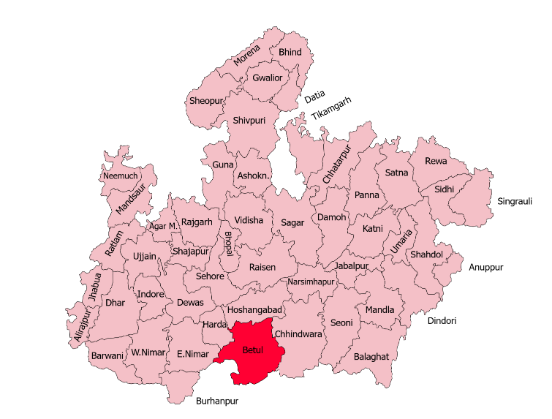 Morena
Bhind
Gwalior
Sheopur
Datia
Tikamgarh
Shivpuri
Guna
Ashokn.
Chhatarpur
Rewa
Satna
Panna
Sidhi
Singrauli
Neemuch
Mandsaur
Agar M.
Rajgarh
Vidisha
Sagar
Damoh
Katni
Umaria
Shahdol
Anuppur
Ratlam
Ujjain
Shajapur
Bhopal
Raisen
Jabalpur
Sehore
Narsimhapur
Jhabua
Dhar
Indore
Dewas
Hoshangabad
Mandla
Dindori
Alirajpur
Harda
Chhindwara
Seoni
Barwani
W.Nimar
E.Nimar
Betul
Balaghat
Burhanpur